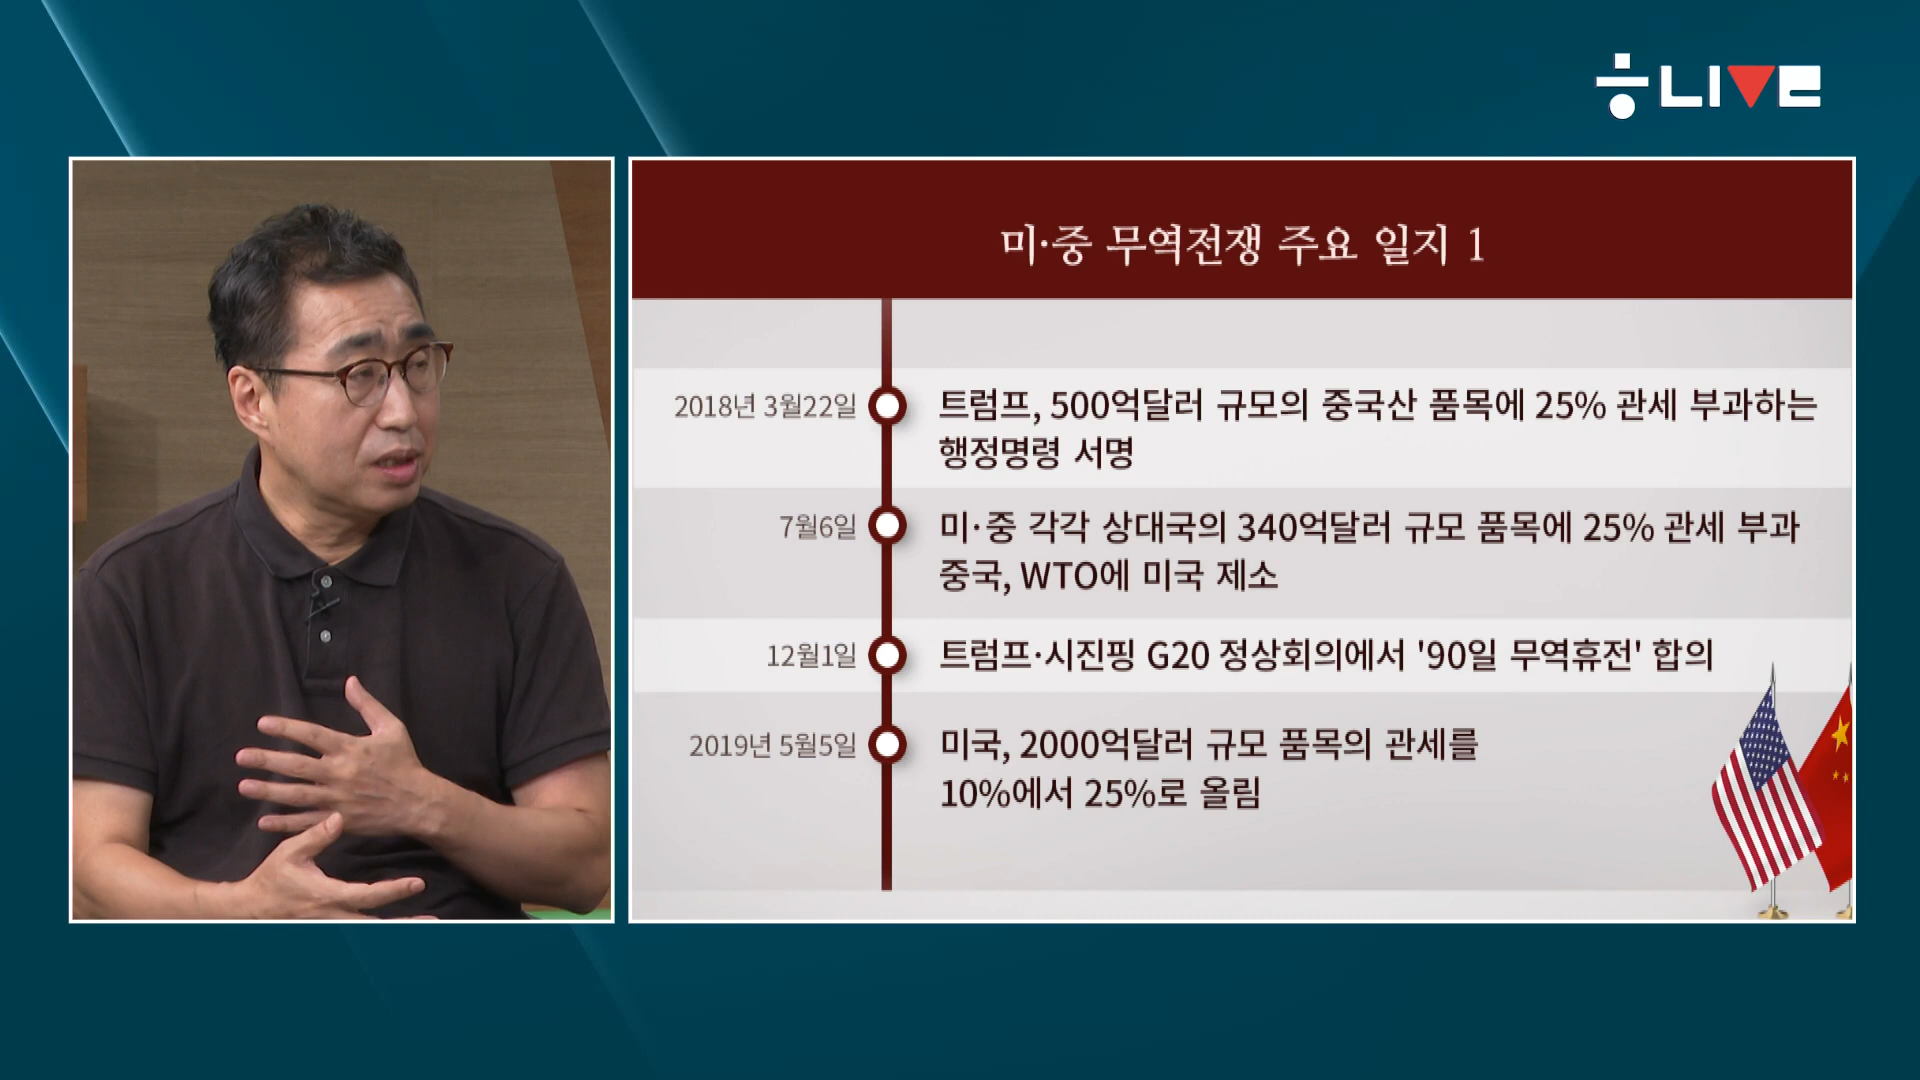 ㅎ LIVE
미·중 무역전쟁 주요 일지 1
2018년 3월22일
트럼프, 500억달러 규모의 중국산 품목에 25% 관세 부과하는
행정명령 서명
7월6일
미·중 각각 상대국의 340억달러 규모 품목에 25% 관세 부과
중국, WTO에 미국 제소
12월1일
트럼프·시진핑 G20 정상회의에서 '90일 무역휴전' 합의
2019년 5월5일
미국, 2000억달러 규모 품목의 관세를
10%에서 25%로 올림